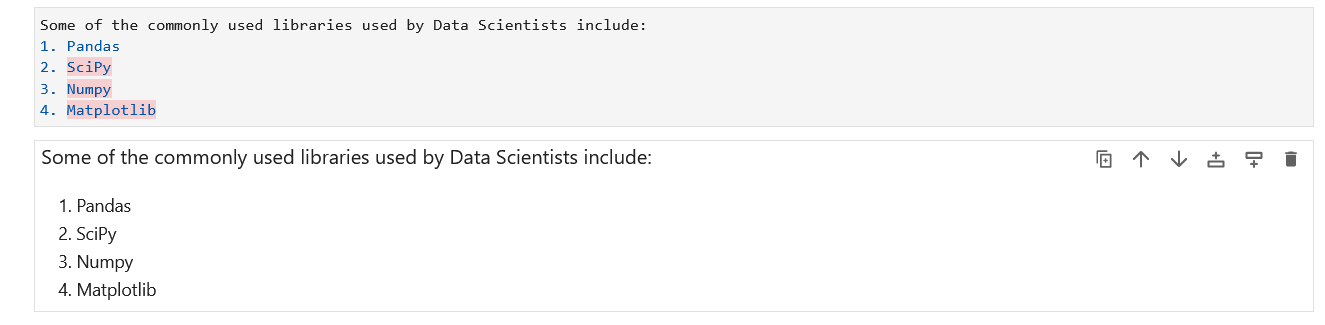 Some of the commonly used libraries used by Data Scientists include:
1. Pandas
2. SciPy
3. Numpy
4. Matplotlib
Some of the commonly used libraries used by Data Scientists include:
1. Pandas
2. SciPy
3. Numpy
4. Matplotlib